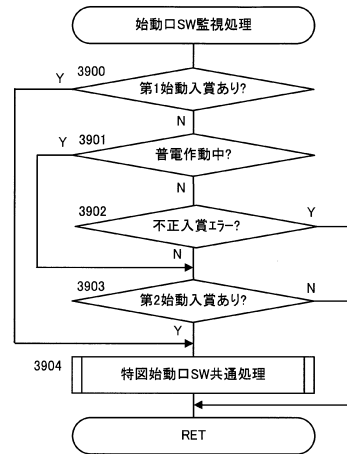 始動口SW監視処理
Y
3900
第1始動入賞あり?
N
Y
3901
普電作動中?
N
3902
不正入賞ｴﾗｰ?
Y
N
3903
第2始動入賞あり?
N
Y
3904
特図始動口SW共通処理
RET